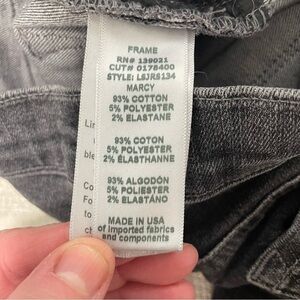 FRAME
RN# 139021
CUT# 0178400
STYLE: LSJRS134
MARCY
93% COTTON
5% POLYESTER
2% ELASTANE
93% COTON
5% POLYESTER
2% ÉLASTHANNE
93% ALGODÓN
5% POLIESTER
2% ELASTANO
MADE IN USA
of imported fabrics
and components